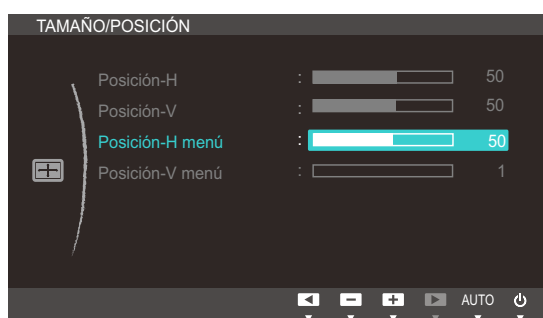 TAMAÑO/POSICIÓN
Posición-H : 50
Posición-V : 50
Posición-H menú : 50
Posición-V menú : 1
AUTO